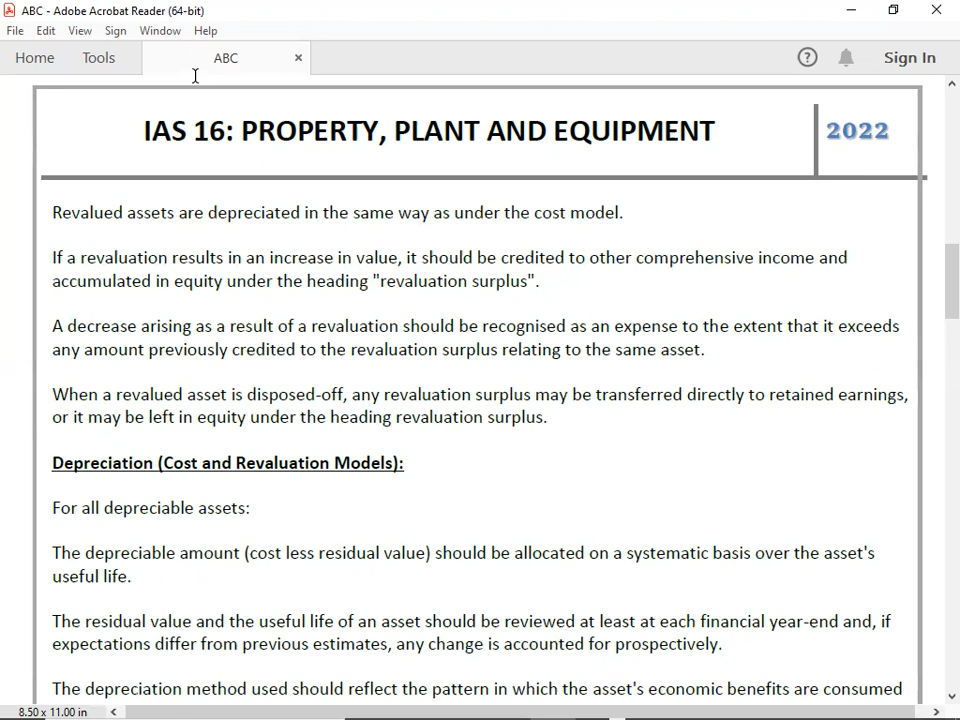 ABC - Adobe Acrobat Reader (64-bit)
File Edit View Sign Window Help
Home Tools ABC × ? Sign In
IAS 16: PROPERTY, PLANT AND EQUIPMENT 2022
Revalued assets are depreciated in the same way as under the cost model.
If a revaluation results in an increase in value, it should be credited to other comprehensive income and
accumulated in equity under the heading "revaluation surplus".
A decrease arising as a result of a revaluation should be recognised as an expense to the extent that it exceeds
any amount previously credited to the revaluation surplus relating to the same asset.
When a revalued asset is disposed-off, any revaluation surplus may be transferred directly to retained earnings,
or it may be left in equity under the heading revaluation surplus.
Depreciation (Cost and Revaluation Models):
For all depreciable assets:
The depreciable amount (cost less residual value) should be allocated on a systematic basis over the asset's
useful life.
The residual value and the useful life of an asset should be reviewed at least at each financial year-end and, if
expectations differ from previous estimates, any change is accounted for prospectively.
The depreciation method used should reflect the pattern in which the asset's economic benefits are consumed
8.50 x 11.00 in